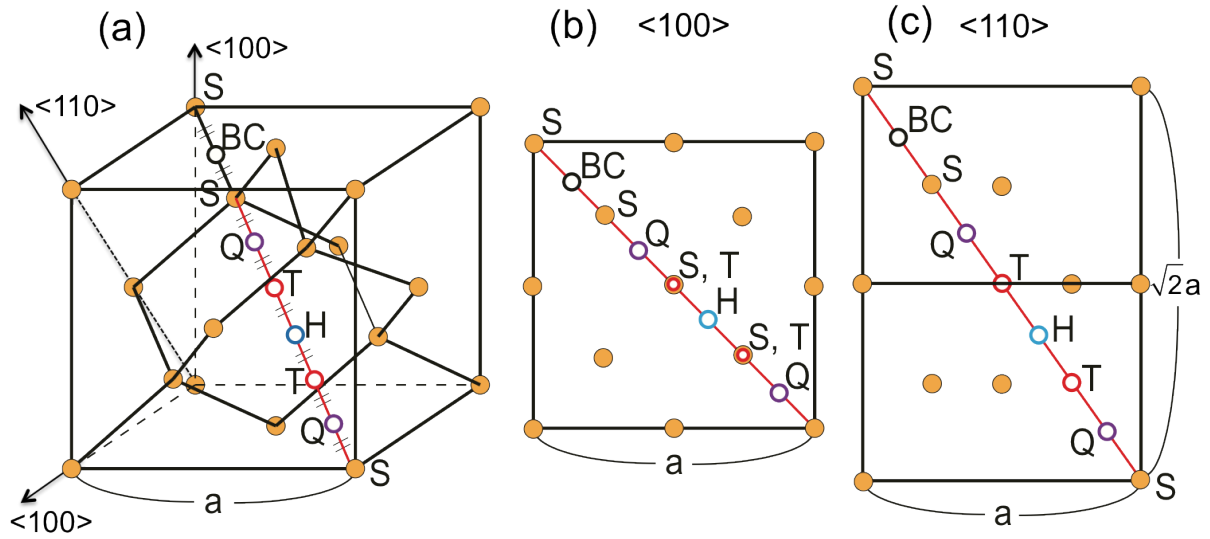 (a)
<100>
<110>
S
BC
S
Q
T
H
T
Q
S
a
<100>
(b) <100>
S
BC
S
Q
S, T
H
S, T
Q
a
(c) <110>
S
BC
S
Q
T
H
T
Q
S
√2a
a